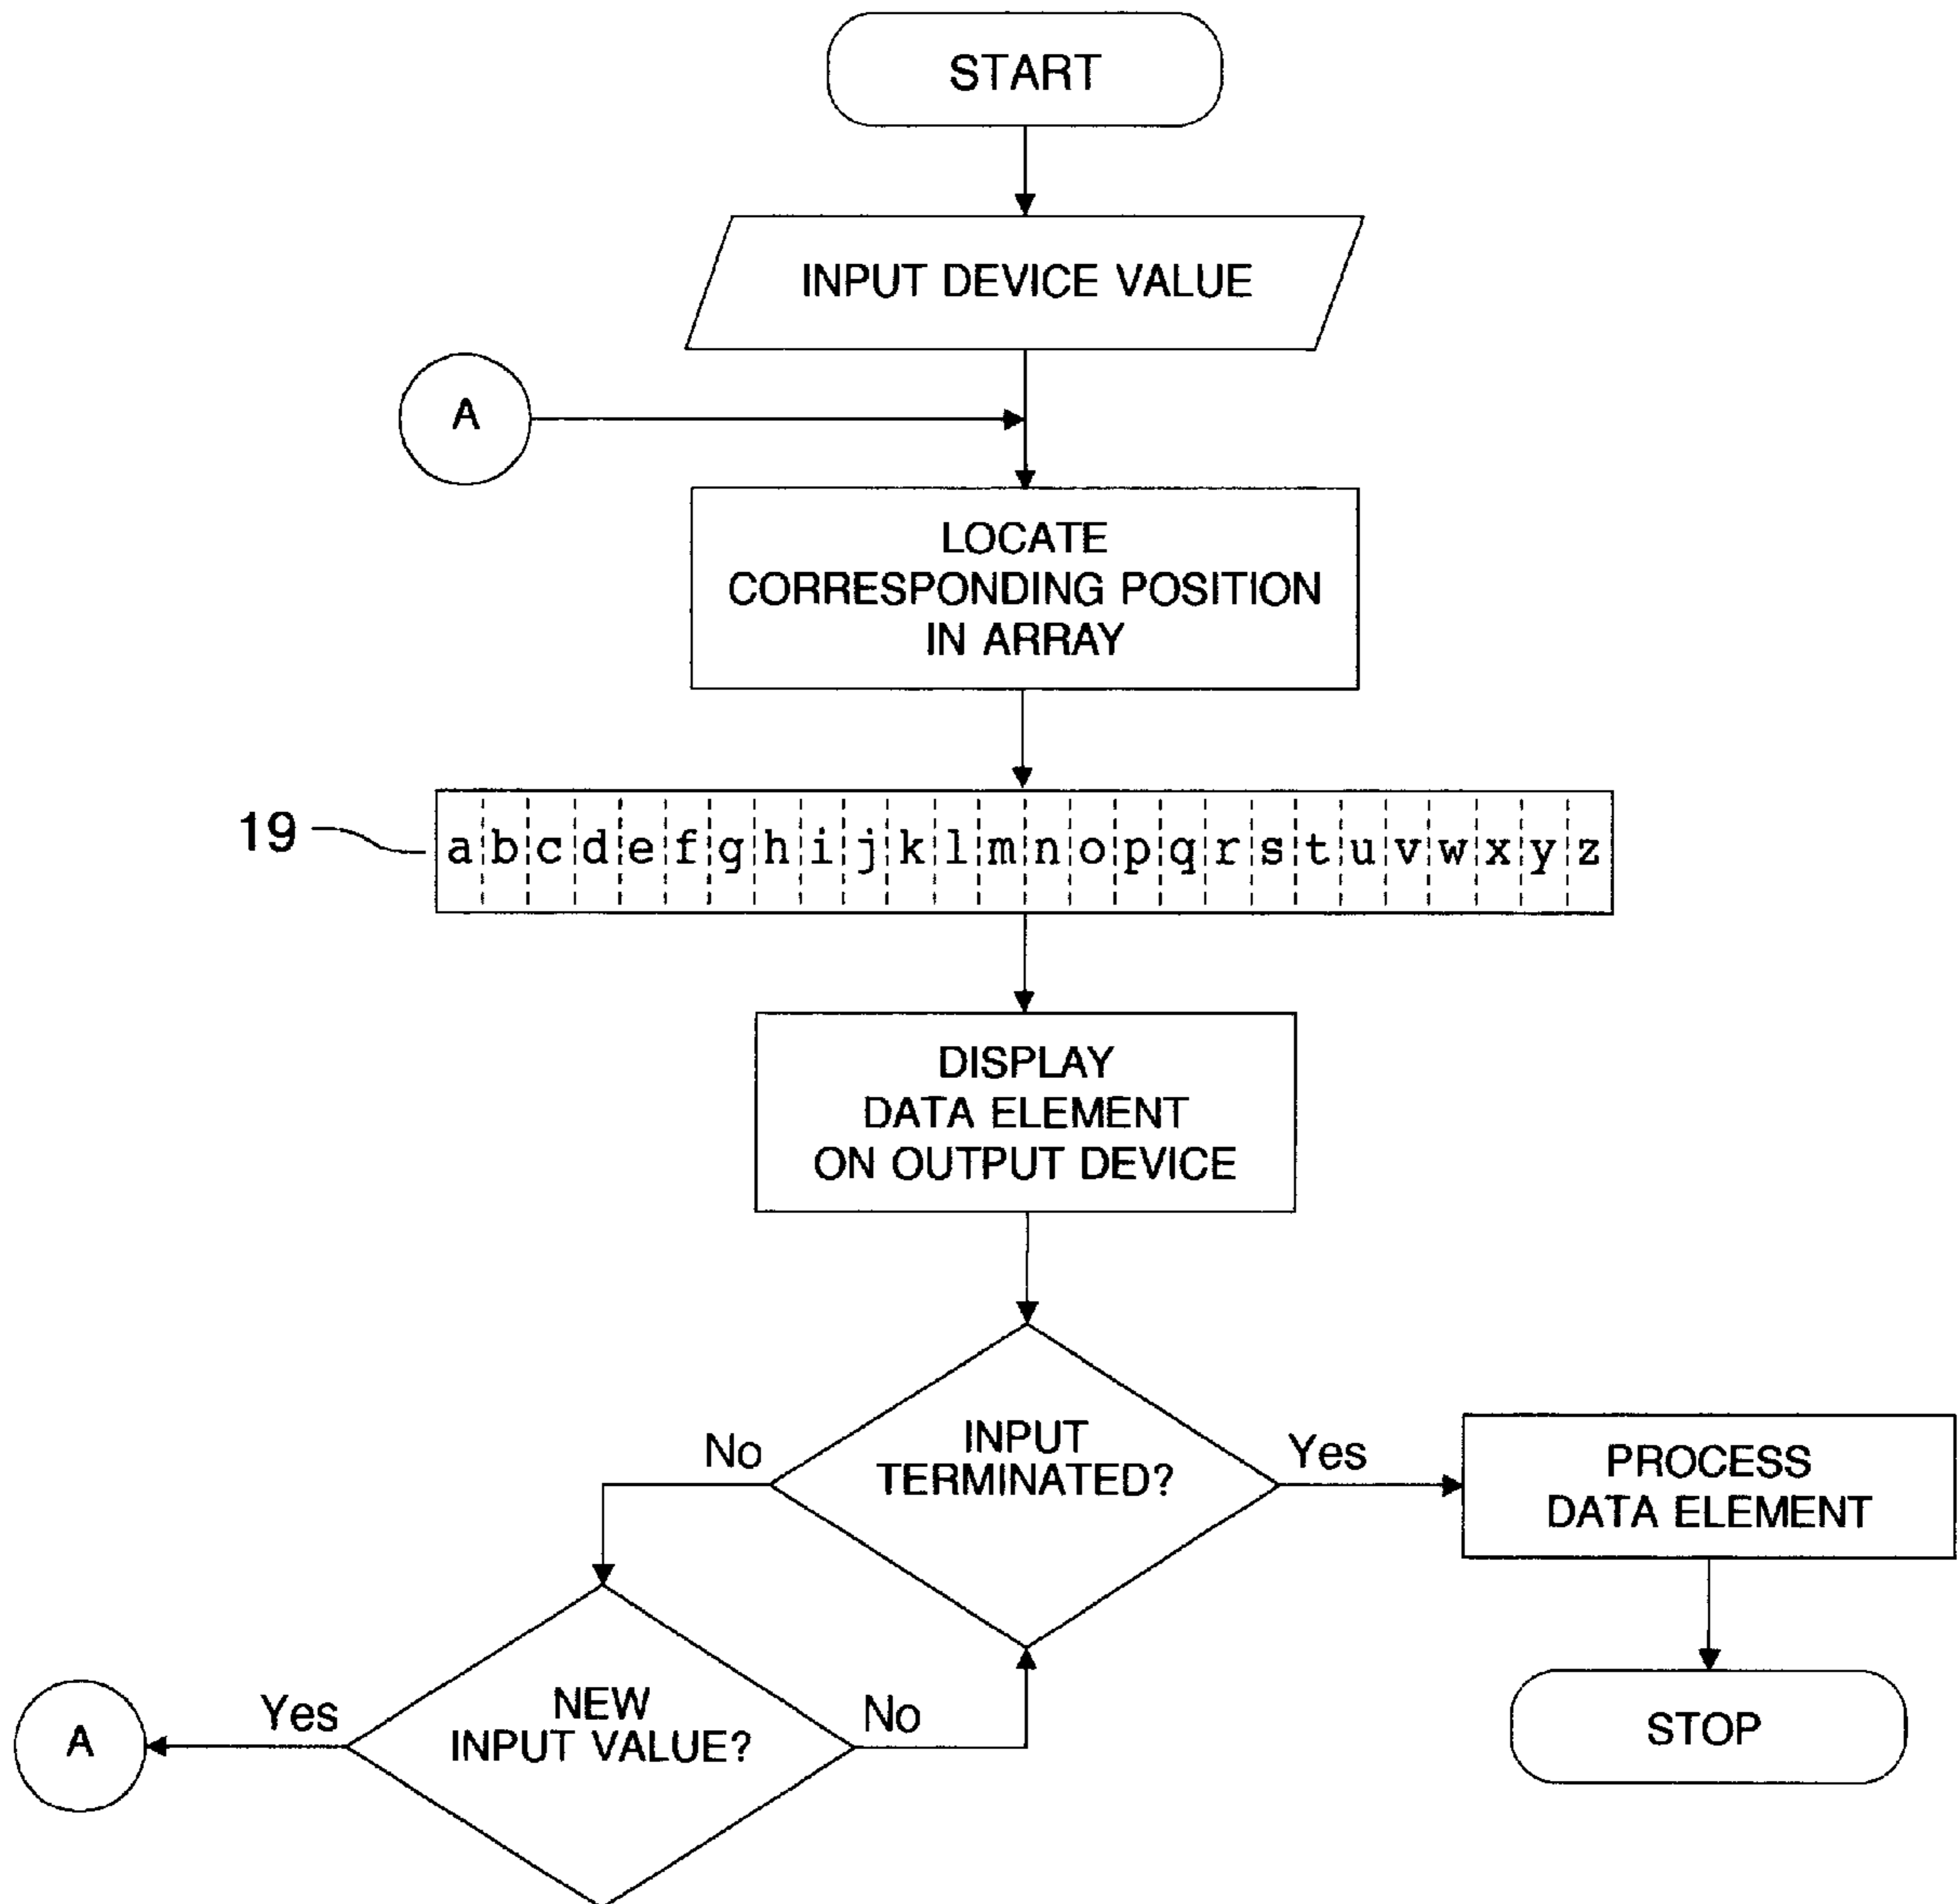 START
INPUT DEVICE VALUE
A
LOCATE
CORRESPONDING POSITION
IN ARRAY
19
a b c d e f g h i j k l m n o p q r s t u v w x y z
DISPLAY
DATA ELEMENT
ON OUTPUT DEVICE
INPUT
TERMINATED?
No
Yes
PROCESS
DATA ELEMENT
NEW
INPUT VALUE?
Yes
No
A
STOP